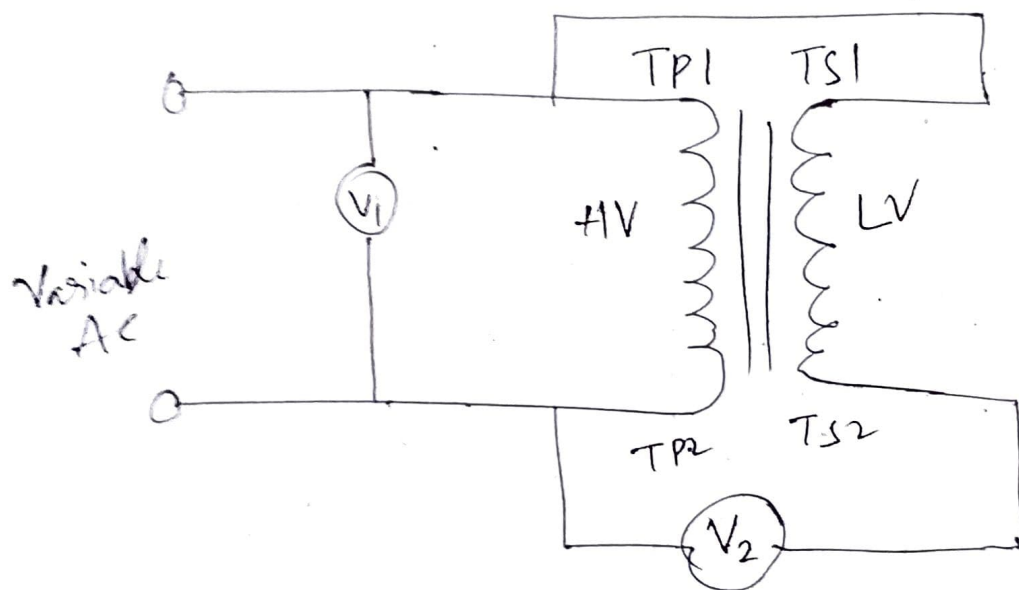 TP1 TS1
V1
HV LV
Variable
AC
TP2 TS2
V2